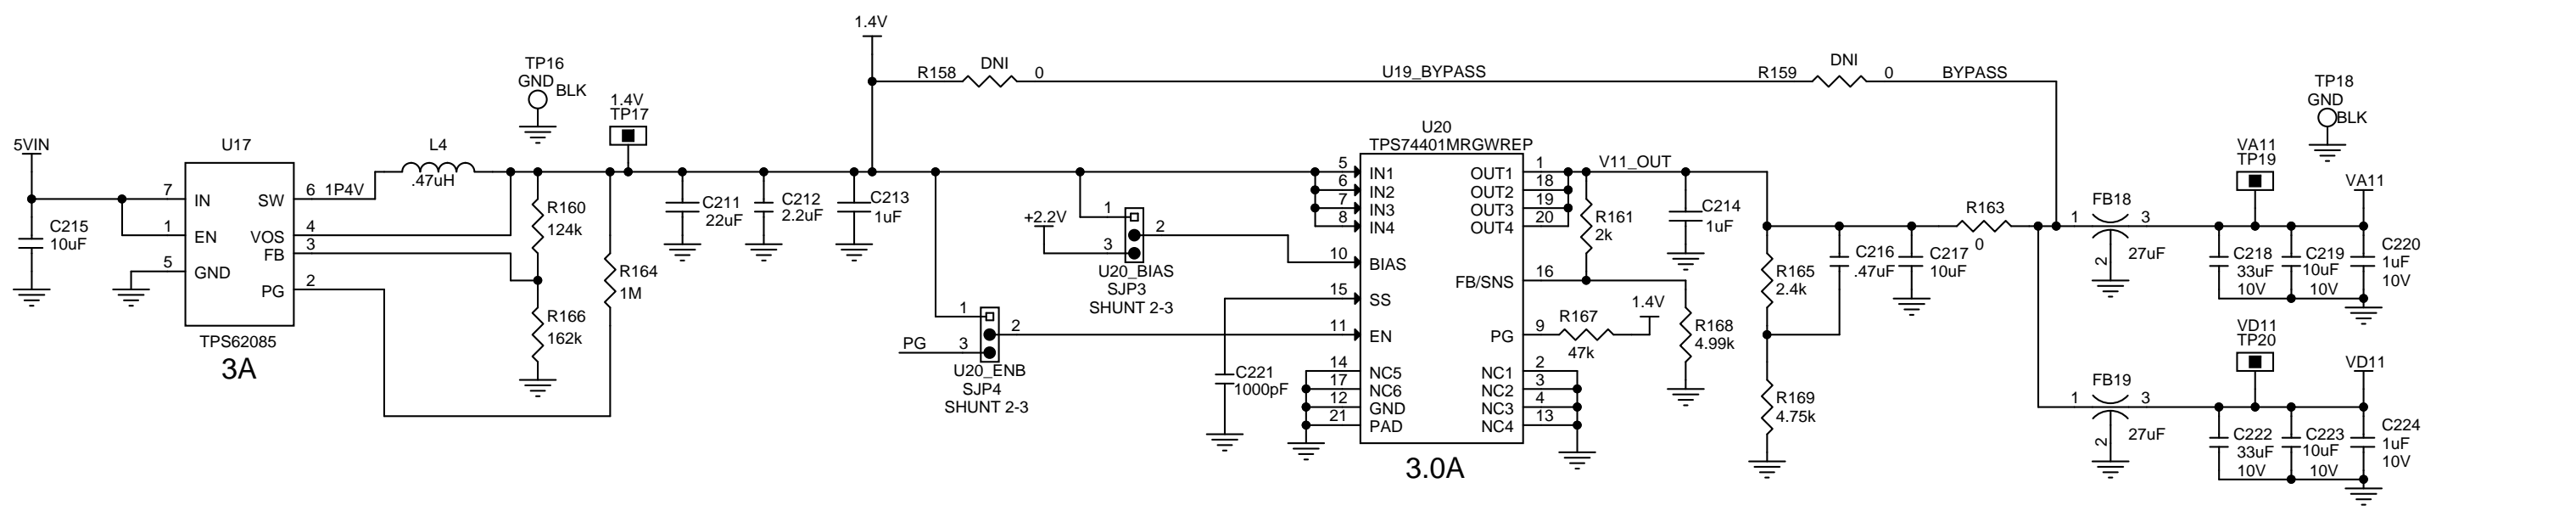 1.4V
R158
DNI
0
U19_BYPASS
R159
DNI
0
BYPASS
TP16
GND
BLK
1.4V
TP17
TP18
GND
BLK
5VIN
C215
10uF
U17
7
IN
1
EN
5
GND
SW
6
1P4V
VOS
4
FB
3
PG
2
TPS62085
3A
L4
.47uH
R160
124k
R166
162k
R164
1M
C211
22uF
C212
2.2uF
C213
1uF
+2.2V
1
2
3
U20_BIAS
SJP3
SHUNT 2-3
PG
1
2
3
U20_ENB
SJP4
SHUNT 2-3
C221
1000pF
U20
TPS74401MRGWREP
5
IN1
6
IN2
7
IN3
8
IN4
10
BIAS
15
SS
11
EN
14
NC5
17
NC6
12
GND
21
PAD
OUT1
1
OUT2
18
OUT3
19
OUT4
20
FB/SNS
16
PG
9
NC1
2
NC2
3
NC3
4
NC4
13
3.0A
V11_OUT
R161
2k
C214
1uF
R167
47k
1.4V
R168
4.99k
R165
2.4k
R169
4.75k
C216
.47uF
C217
10uF
R163
0
FB18
1
3
2
27uF
VA11
TP19
VA11
C218
33uF
10V
C219
10uF
10V
C220
1uF
10V
FB19
1
3
2
27uF
VD11
TP20
VD11
C222
33uF
10V
C223
10uF
10V
C224
1uF
10V